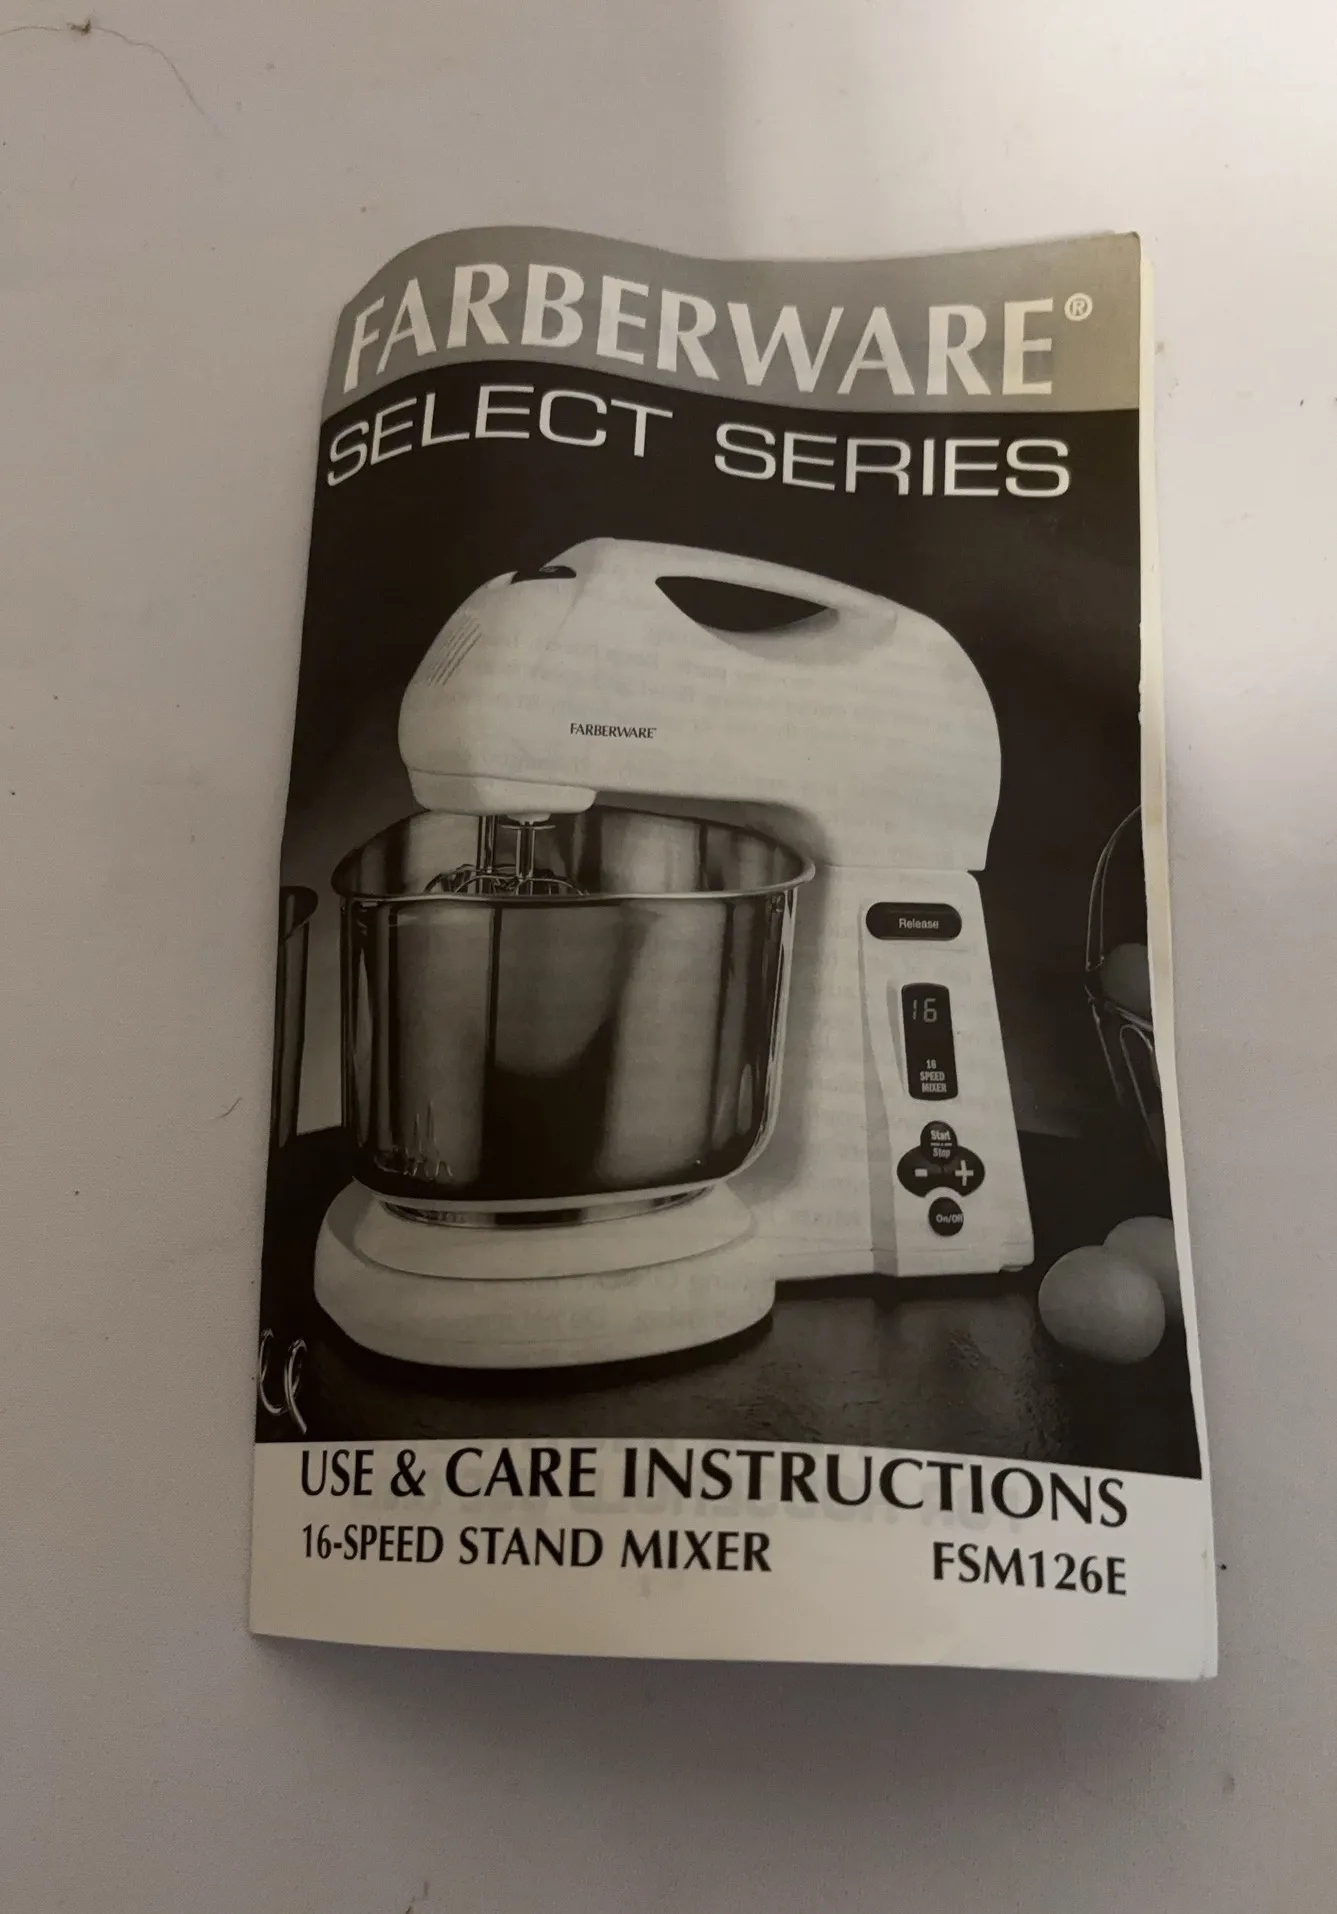 FARBERWARE®
SELECT SERIES
FARBERWARE
Release
16
16
SPEED
MIXER
Start
Stop
- +
On/Off
USE & CARE INSTRUCTIONS
16-SPEED STAND MIXER FSM126E